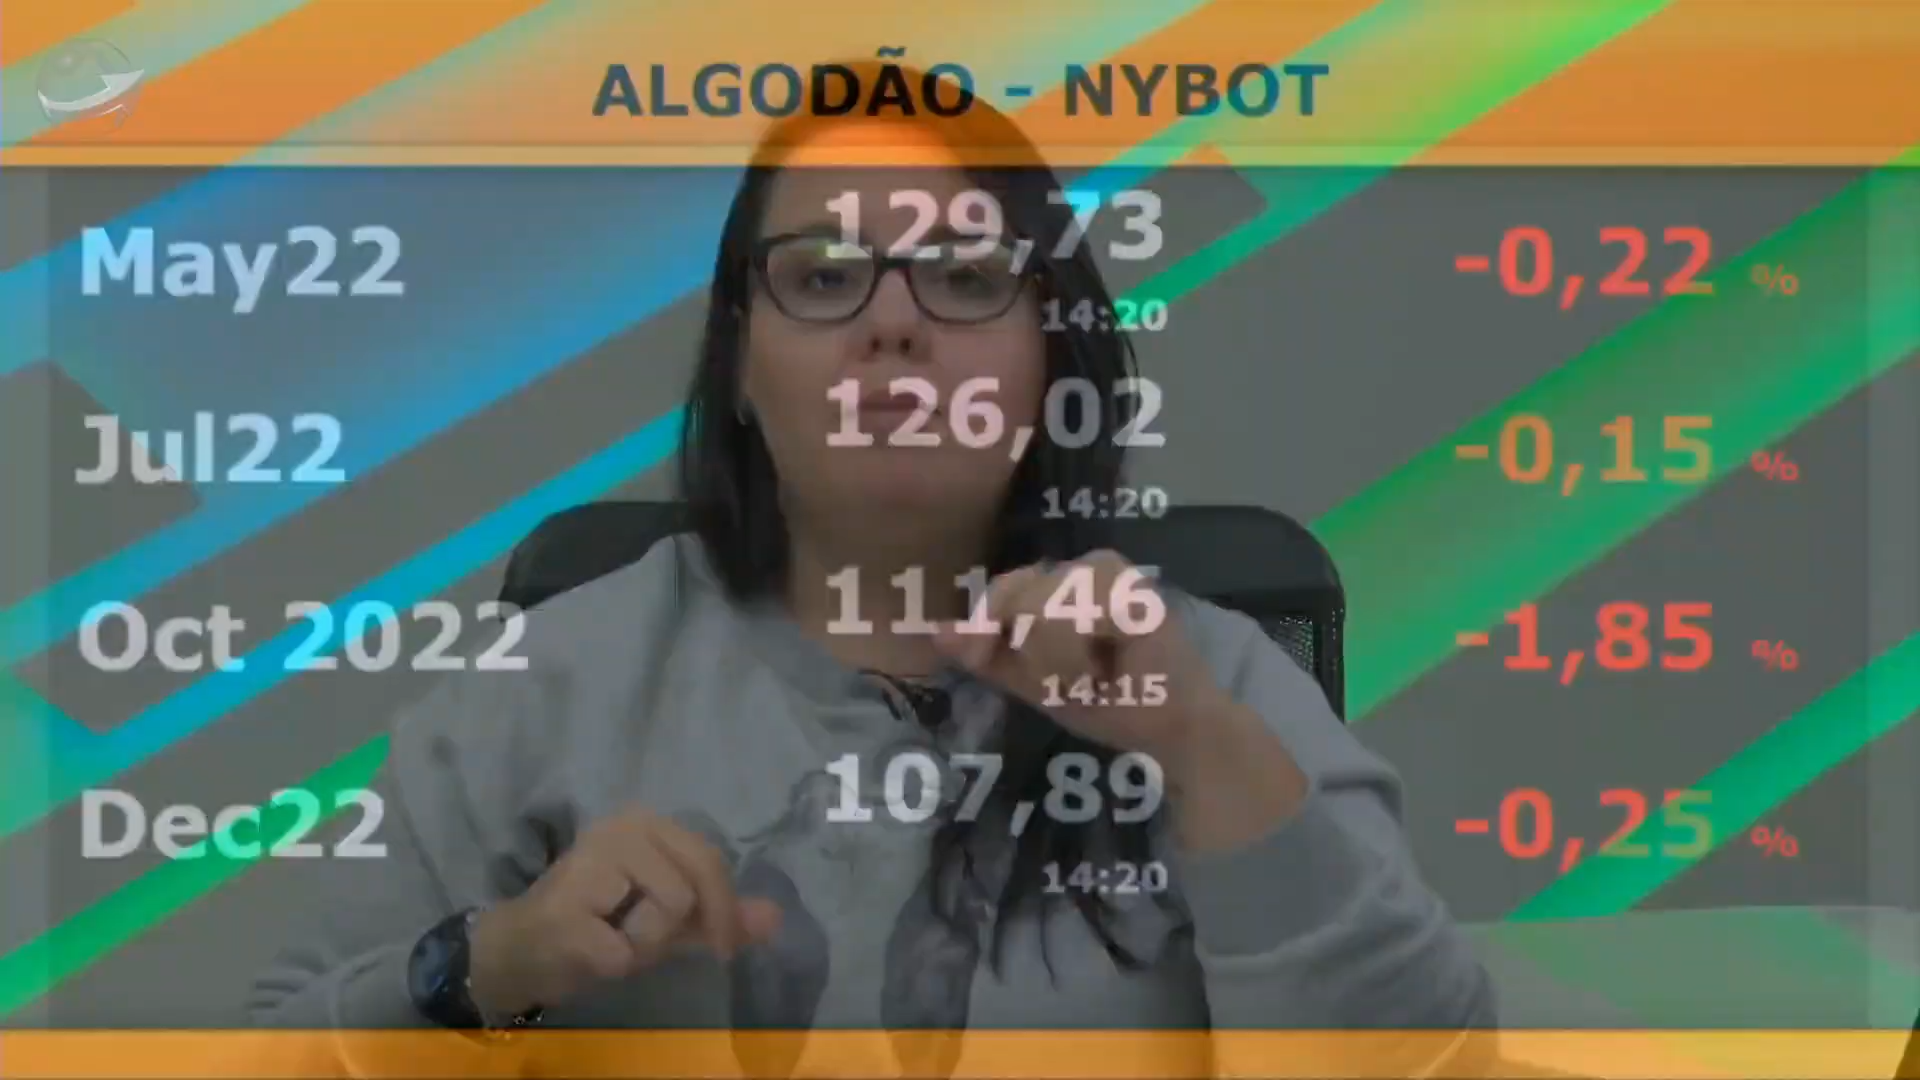 ALGODÃO - NYBOT
May22 129,73 -0,22 %
14:20
Jul22 126,02 -0,15 %
14:20
Oct 2022 111,46 -1,85 %
14:15
Dec22 107,89 -0,25 %
14:20